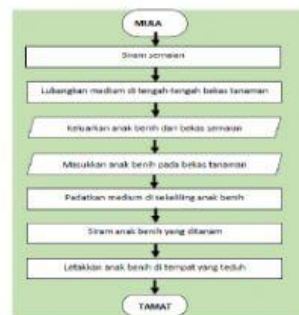 MULA
Siram semaian
Lubangkan medium di tengah-tengah bekas tanaman
Keluarkan anak benih dari bekas semaian
Masukkan anak benih pada bekas tanaman
Padatkan medium di sekeliling anak benih
Siram anak benih yang ditanam
Letakkan anak benih di tempat yang teduh
TAMAT